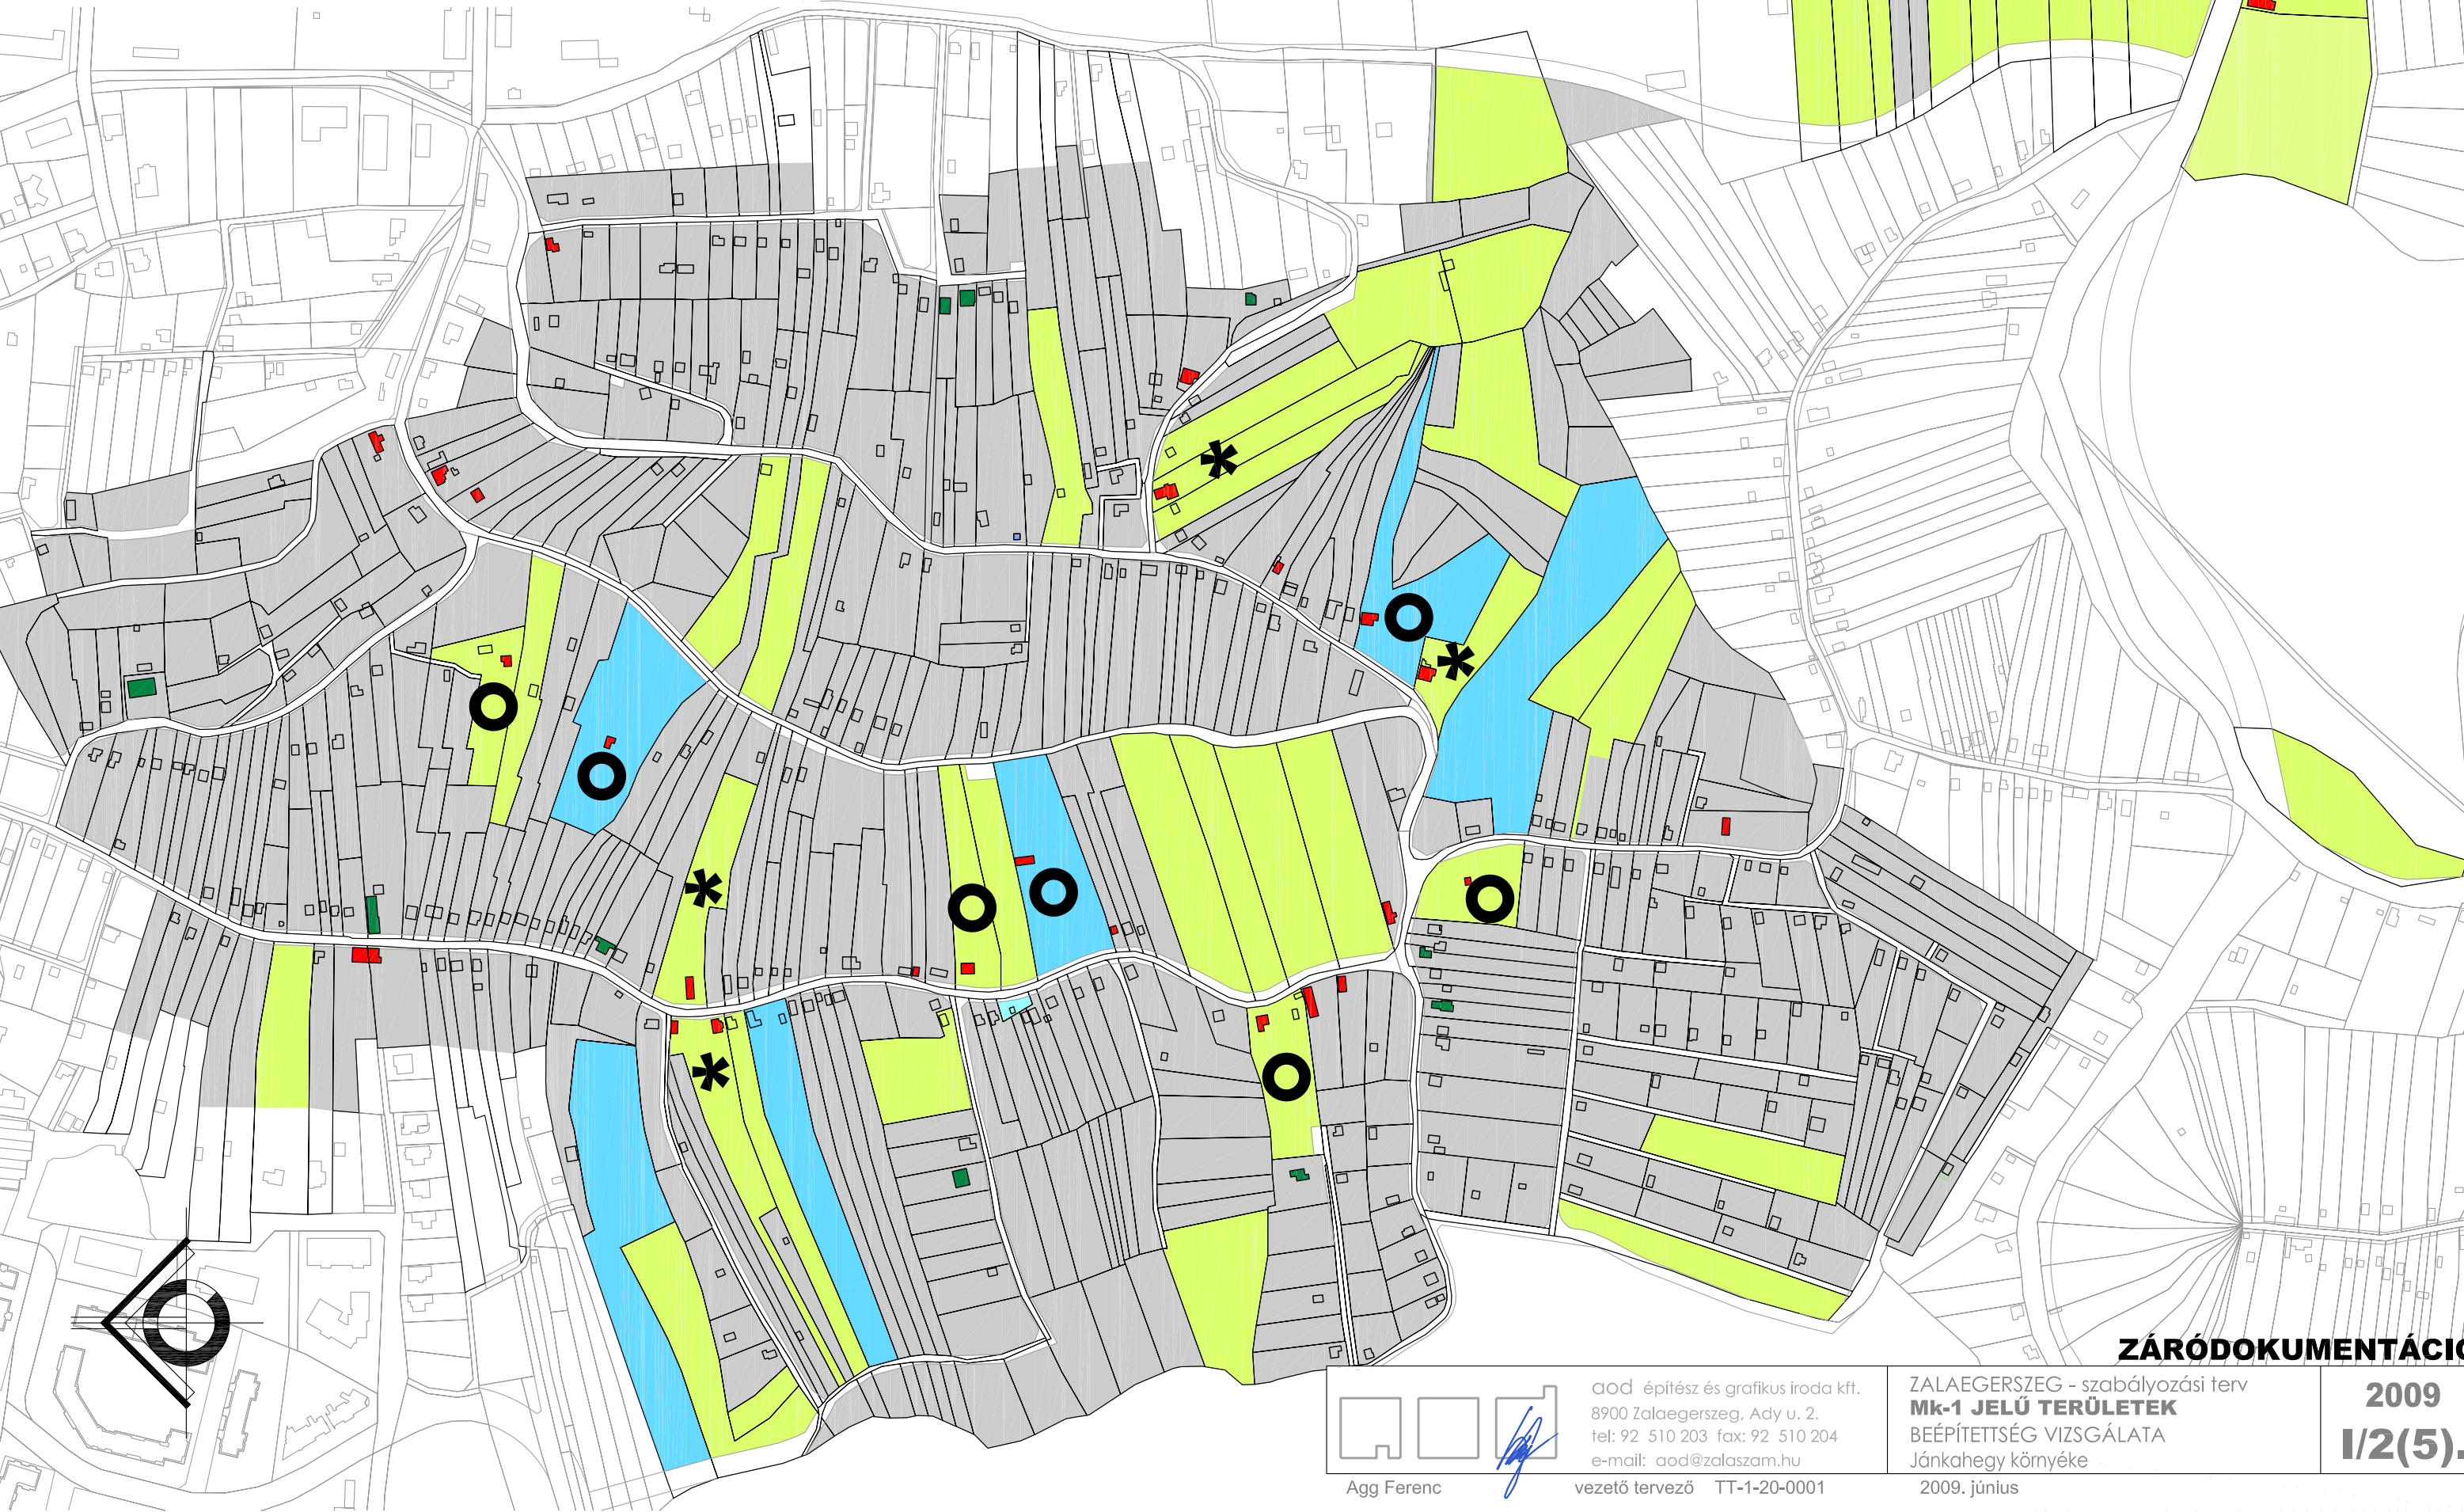 ZÁRÓDOKUMENTÁCIÓ
aod építész és grafikus iroda kft.
8900 Zalaegerszeg, Ady u. 2.
tel: 92 510 203 fax: 92 510 204
e-mail: aod@zalaszam.hu
Agg Ferenc
vezető tervező TT-1-20-0001
ZALAEGERSZEG - szabályozási terv
Mk-1 JELŰ TERÜLETEK
BEÉPÍTETTSÉG VIZSGÁLATA
Jánkahegy környéke
2009. június
2009
I/2(5).